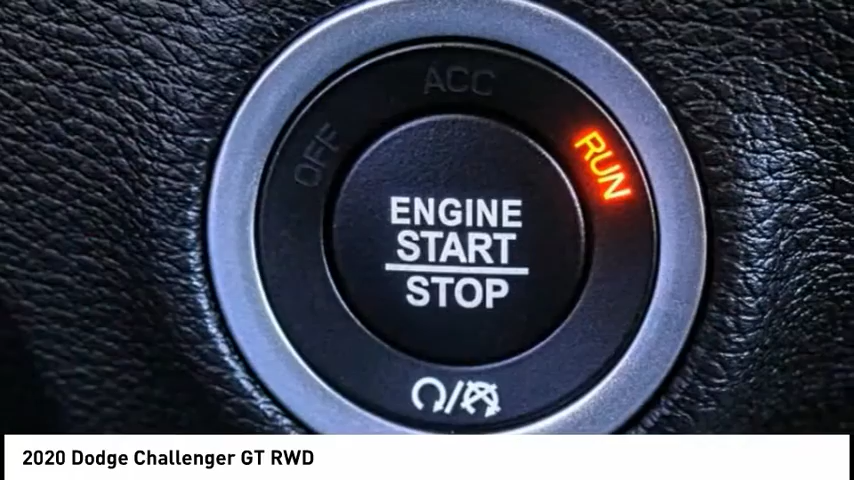 ACC
OFF
RUN
ENGINE
START
STOP
2020 Dodge Challenger GT RWD